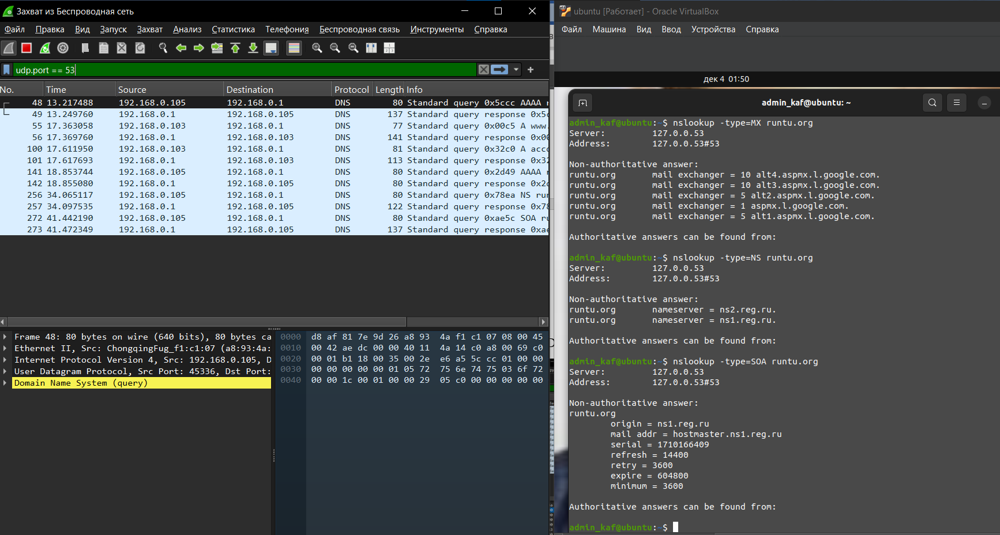 Захват из Беспроводная сеть
Файл Правка Вид Запуск Захват Анализ Статистика Телефония Беспроводная связь Инструменты Справка
udp.port == 53
No. Time Source Destination Protocol Length Info
48 13.217488 192.168.0.105 192.168.0.1 DNS 80 Standard query 0x5ccc AAAA r
49 13.249760 192.168.0.1 192.168.0.105 DNS 137 Standard query response 0x5c
55 17.363058 192.168.0.103 192.168.0.1 DNS 77 Standard query 0x00c5 A www.
56 17.369760 192.168.0.1 192.168.0.103 DNS 141 Standard query response 0x00
100 17.611950 192.168.0.103 192.168.0.1 DNS 81 Standard query 0x32c0 A acco
101 17.617693 192.168.0.1 192.168.0.103 DNS 113 Standard query response 0x32
141 18.853744 192.168.0.105 192.168.0.1 DNS 80 Standard query 0x2d49 AAAA r
142 18.855080 192.168.0.1 192.168.0.105 DNS 80 Standard query response 0x2d
256 34.065117 192.168.0.105 192.168.0.1 DNS 80 Standard query 0x78ea NS run
257 34.097535 192.168.0.1 192.168.0.105 DNS 122 Standard query response 0x78
272 41.442190 192.168.0.105 192.168.0.1 DNS 80 Standard query 0xae5c SOA ru
273 41.472349 192.168.0.1 192.168.0.105 DNS 137 Standard query response 0xae
Frame 48: 80 bytes on wire (640 bits), 80 bytes ca
Ethernet II, Src: ChongqingFug_f1:c1:07 (a8:93:4a:
Internet Protocol Version 4, Src: 192.168.0.105, D
User Datagram Protocol, Src Port: 45336, Dst Port:
Domain Name System (query)
0000 d8 af 81 7e 9d 26 a8 93 4a f1 c1 07 08 00 45
0010 00 42 ae dc 00 00 40 11 4a 14 c0 a8 00 69 c0
0020 00 01 b1 18 00 35 00 2e e6 a5 5c cc 01 00 00
0030 00 00 00 00 00 01 05 72 75 6e 74 75 03 6f 72
0040 00 00 1c 00 01 00 00 29 05 c0 00 00 00 00 00
ubuntu [Работает] - Oracle VirtualBox
Файл Машина Вид Ввод Устройства Справка
дек 4 01:50
admin_kaf@ubuntu: ~
admin_kaf@ubuntu:~$ nslookup -type=MX runtu.org
Server: 127.0.0.53
Address: 127.0.0.53#53
Non-authoritative answer:
runtu.org mail exchanger = 10 alt4.aspmx.l.google.com.
runtu.org mail exchanger = 10 alt3.aspmx.l.google.com.
runtu.org mail exchanger = 5 alt2.aspmx.l.google.com.
runtu.org mail exchanger = 1 aspmx.l.google.com.
runtu.org mail exchanger = 5 alt1.aspmx.l.google.com.
Authoritative answers can be found from:
admin_kaf@ubuntu:~$ nslookup -type=NS runtu.org
Server: 127.0.0.53
Address: 127.0.0.53#53
Non-authoritative answer:
runtu.org nameserver = ns2.reg.ru.
runtu.org nameserver = ns1.reg.ru.
Authoritative answers can be found from:
admin_kaf@ubuntu:~$ nslookup -type=SOA runtu.org
Server: 127.0.0.53
Address: 127.0.0.53#53
Non-authoritative answer:
runtu.org
origin = ns1.reg.ru
mail addr = hostmaster.ns1.reg.ru
serial = 1710166409
refresh = 14400
retry = 3600
expire = 604800
minimum = 3600
Authoritative answers can be found from:
admin_kaf@ubuntu:~$